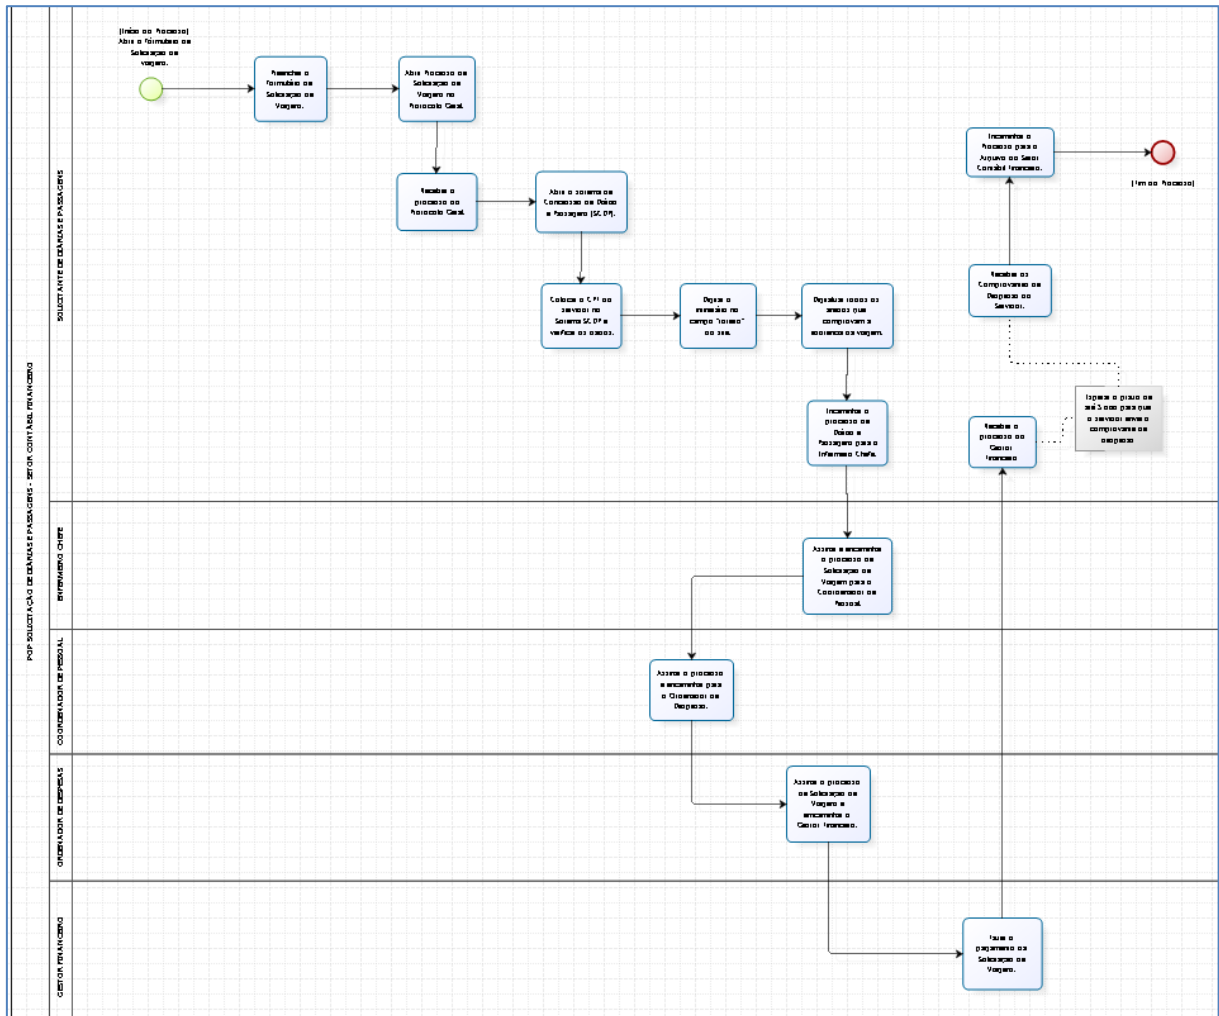 POP SOLICITAÇÃO DE DIÁRIAS E PASSAGENS - SETOR CONTÁBIL FINANCEIRO
SOLICITANTE DE DIÁRIAS E PASSAGENS
(Início do Processo)
Abre o Formulário de
Solicitação de
Viagem.
Preenche o
Formulário de
Solicitação de
Viagem.
Abre Processo de
Solicitação de
Viagem no
Protocolo Geral.
Recebe o
processo do
Protocolo Geral.
Abre o sistema de
Concessão de Diária
e Passagens (SCDP).
Coloca o CPF do
servidor no
Sistema SCDP e
verifica os dados.
Digita o
itinerário no
campo "roteiro"
do site.
Digitaliza todos os
anexos que
comprovam a
viagem.
Encaminha o
processo de
Diária e
Passagens para o
Enfermeiro Chefe.
Recebe o
processo do
Gestor
Financeiro
Espera o prazo de
até 5 dias para que
o servidor envie o
comprovante de
despesa
Recebe os
Comprovantes de
Despesa do
Servidor.
Encaminha o
Processo para o
Arquivo do Setor
Contábil Financeiro.
(Fim do Processo)
ENFERMEIRO CHEFE
Assina e encaminha
o processo de
Solicitação de
Viagem para o
Coordenador de
Pessoal.
COORDENADOR DE PESSOAL
Assina o processo
e encaminha para
o Ordenador de
Despesa.
ORDENADOR DE DESPESAS
Assina o processo
de Solicitação de
Viagem e
encaminha o
Gestor Financeiro.
GESTOR FINANCEIRO
pagamento da
Solicitação de
Viagem.